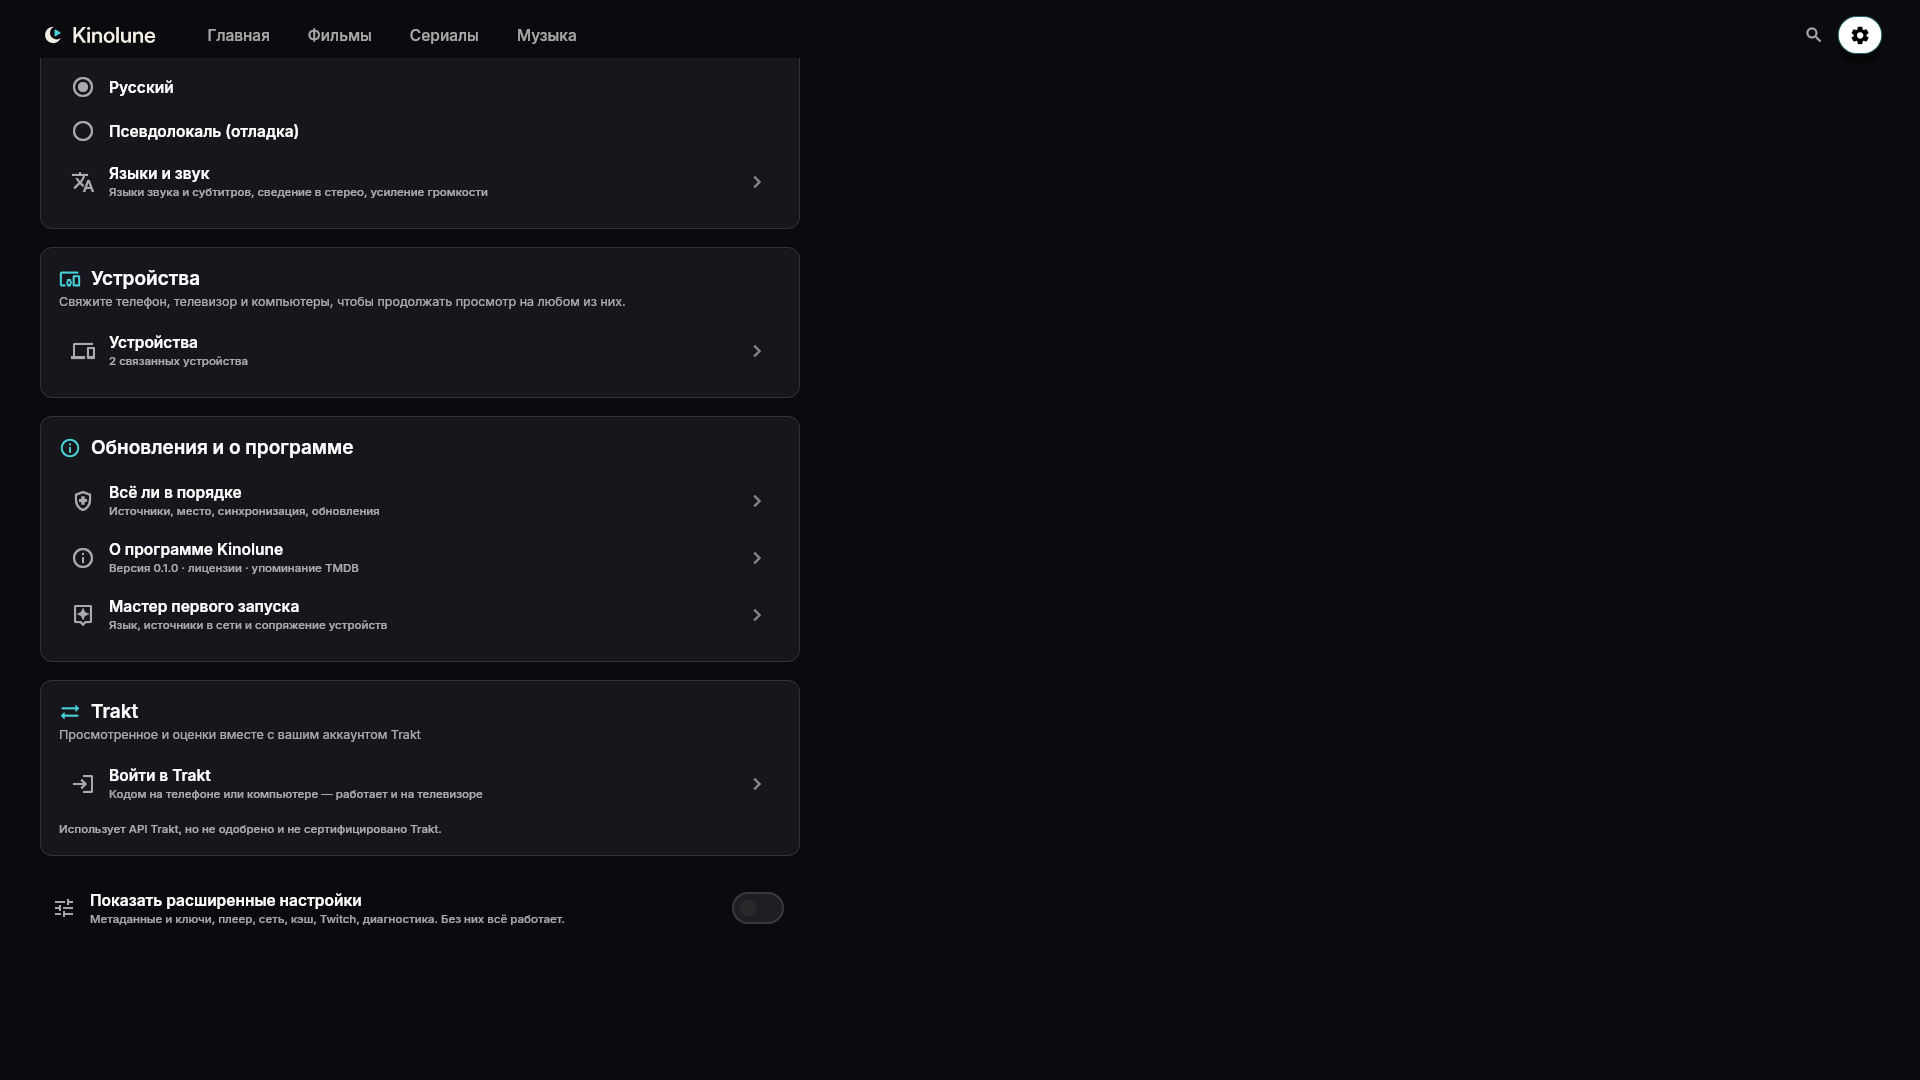 Kinolune
Главная
Фильмы
Сериалы
Музыка
Русский
Псевдолокаль (отладка)
Языки и звук
Языки звука и субтитров, сведение в стерео, усиление громкости
Устройства
Свяжите телефон, телевизор и компьютеры, чтобы продолжать просмотр на любом из них.
Устройства
2 связанных устройства
Обновления и о программе
Всё ли в порядке
Источники, место, синхронизация, обновления
О программе Kinolune
Версия 0.1.0 · лицензии · упоминание TMDB
Мастер первого запуска
Язык, источники в сети и сопряжение устройств
Trakt
Просмотренное и оценки вместе с вашим аккаунтом Trakt
Войти в Trakt
Кодом на телефоне или компьютере — работает и на телевизоре
Использует API Trakt, но не одобрено и не сертифицировано Trakt.
Показать расширенные настройки
Метаданные и ключи, плеер, сеть, кэш, Twitch, диагностика. Без них всё работает.